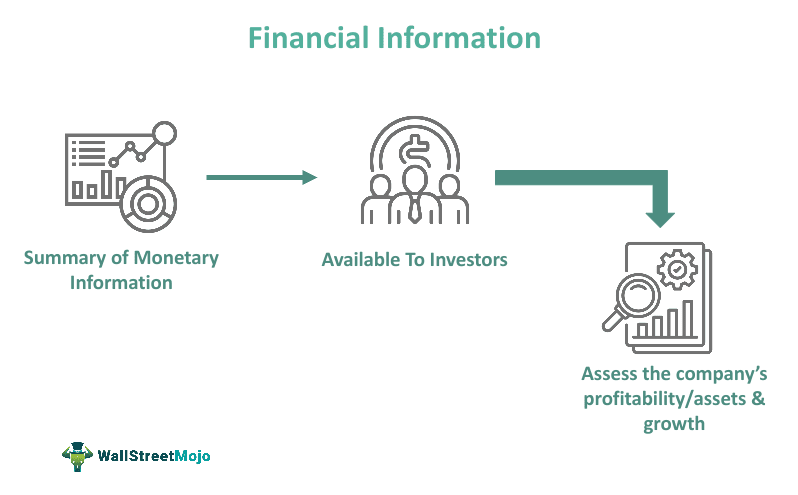 Financial Information
Summary of Monetary
Information
Available To Investors
Assess the company’s
profitability/assets &
growth
WallStreetMojo